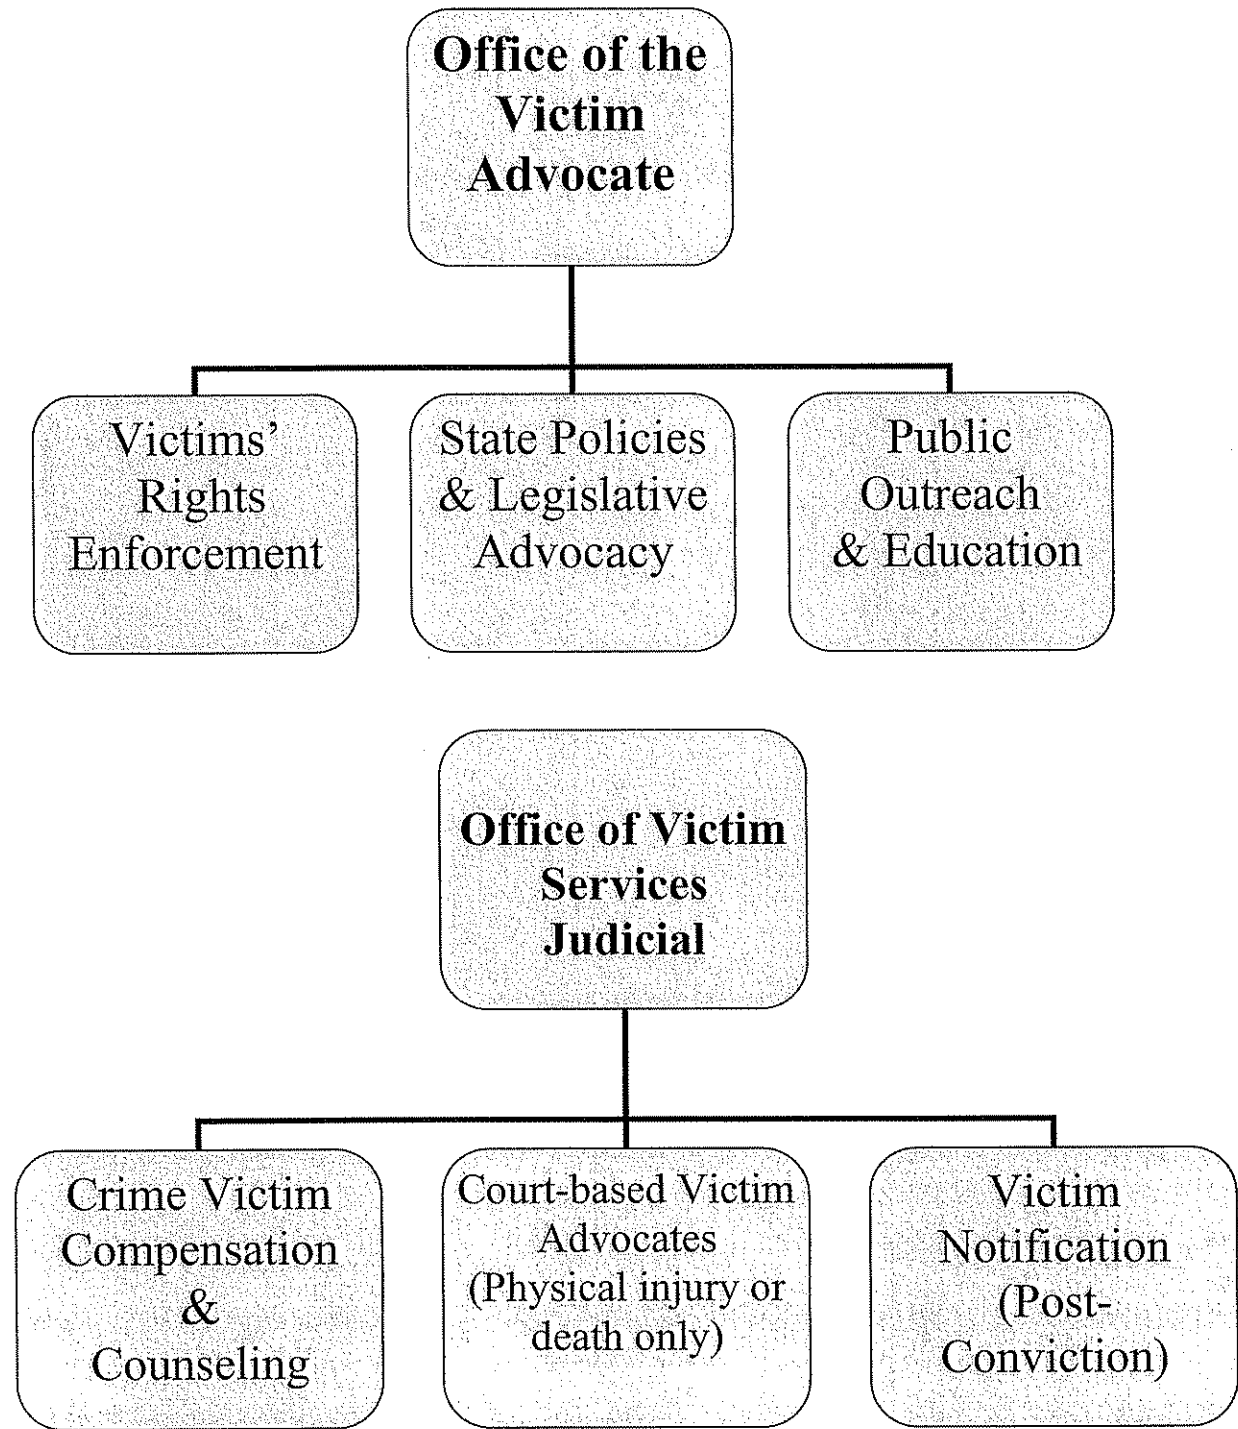 Office of the
Victim
Advocate
Victims’
Rights
Enforcement
State Policies
& Legislative
Advocacy
Public
Outreach
& Education
Office of Victim
Services
Judicial
Crime Victim
Compensation
&
Counseling
Court-based Victim
Advocates
(Physical injury or
death only)
Victim
Notification
(Post-
Conviction)